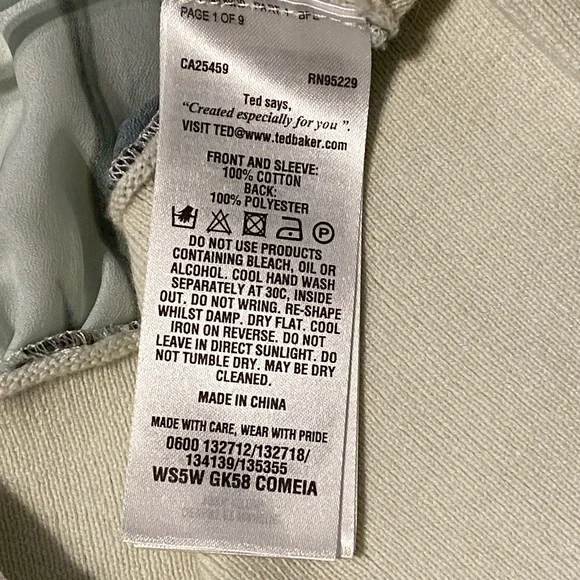 PAGE 1 OF 9
CA25459 RN95229
Ted says,
"Created especially for you".
VISIT TED@www.tedbaker.com
FRONT AND SLEEVE:
100% COTTON
BACK:
100% POLYESTER
P
DO NOT USE PRODUCTS
CONTAINING BLEACH, OIL OR
ALCOHOL. COOL HAND WASH
SEPARATELY AT 30C, INSIDE
OUT. DO NOT WRING. RE-SHAPE
WHILST DAMP. DRY FLAT. COOL
IRON ON REVERSE. DO NOT
LEAVE IN DIRECT SUNLIGHT. DO
NOT TUMBLE DRY. MAY BE DRY
CLEANED.
MADE IN CHINA
MADE WITH CARE, WEAR WITH PRIDE
0600 132712/132718/
134139/135355
WS5W GK58 COMEIA